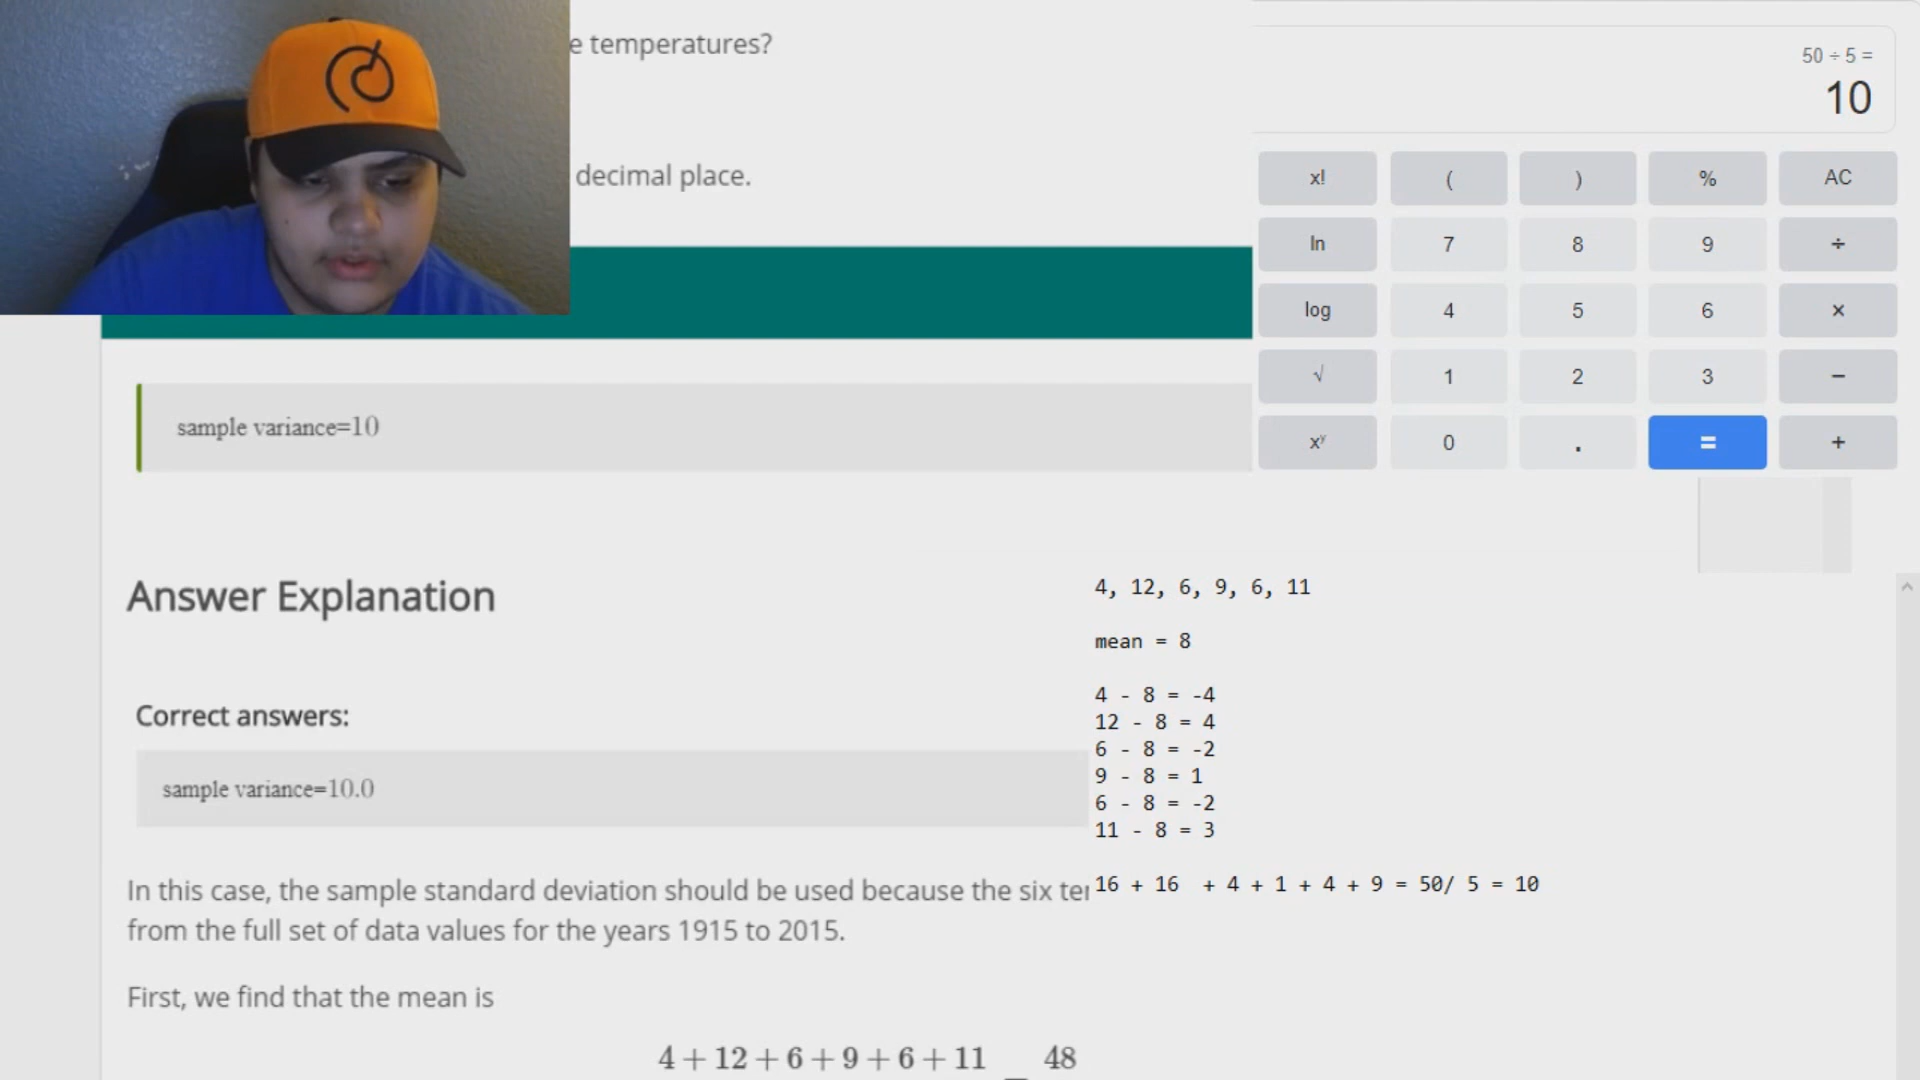 e temperatures?
decimal place.
50 ÷ 5 =
10
x! ( ) % AC
ln 7 8 9 ÷
log 4 5 6 ×
√ 1 2 3 −
xʸ 0 . = +
sample variance=10
Answer Explanation
Correct answers:
sample variance=10.0
In this case, the sample standard deviation should be used because the six ter
from the full set of data values for the years 1915 to 2015.
First, we find that the mean is
4 + 12 + 6 + 9 + 6 + 11 48
4, 12, 6, 9, 6, 11
mean = 8
4 - 8 = -4
12 - 8 = 4
6 - 8 = -2
9 - 8 = 1
6 - 8 = -2
11 - 8 = 3
16 + 16  + 4 + 1 + 4 + 9 = 50/ 5 = 10